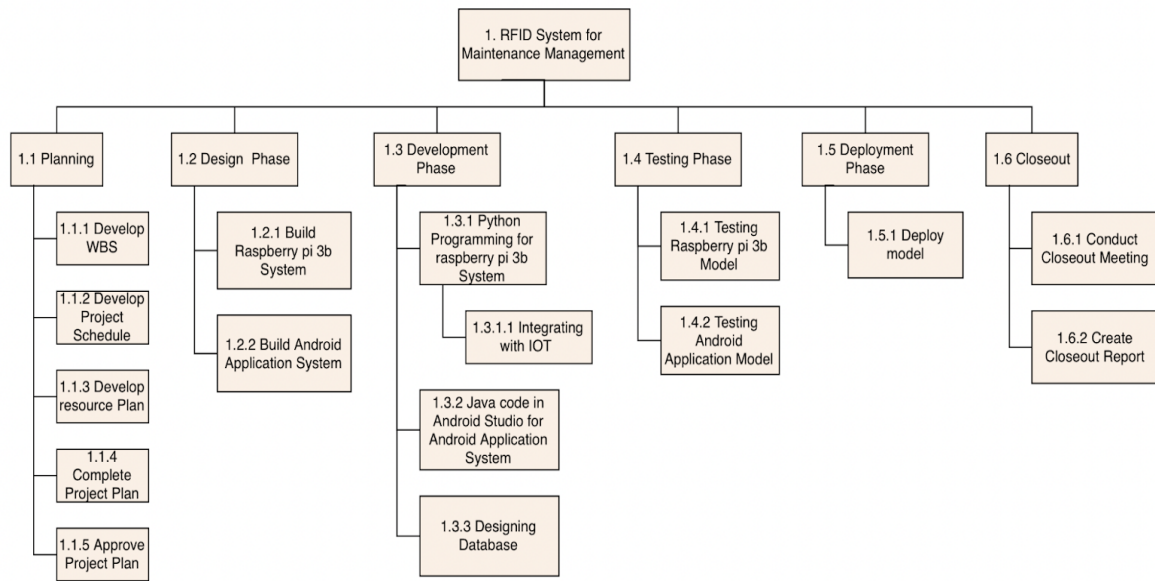 1. RFID System for
Maintenance Management
1.1 Planning
1.2 Design Phase
1.3 Development
Phase
1.4 Testing Phase
1.5 Deployment
Phase
1.6 Closeout
1.1.1 Develop
WBS
1.1.2 Develop
Project
Schedule
1.1.3 Develop
resource Plan
1.1.4
Complete
Project Plan
1.1.5 Approve
Project Plan
1.2.1 Build
Raspberry pi 3b
System
1.2.2 Build Android
Application System
1.3.1 Python
Programming for
raspberry pi 3b
System
1.3.1.1 Integrating
with IOT
1.3.2 Java code in
Android Studio for
Android Application
System
1.3.3 Designing
Database
1.4.1 Testing
Raspberry pi 3b
Model
1.4.2 Testing
Android
Application Model
1.5.1 Deploy
model
1.6.1 Conduct
Closeout Meeting
1.6.2 Create
Closeout Report